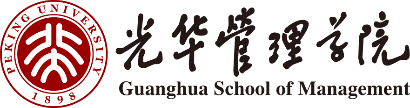 PEKING UNIVERSITY
1898
光华管理学院
Guanghua School of Management